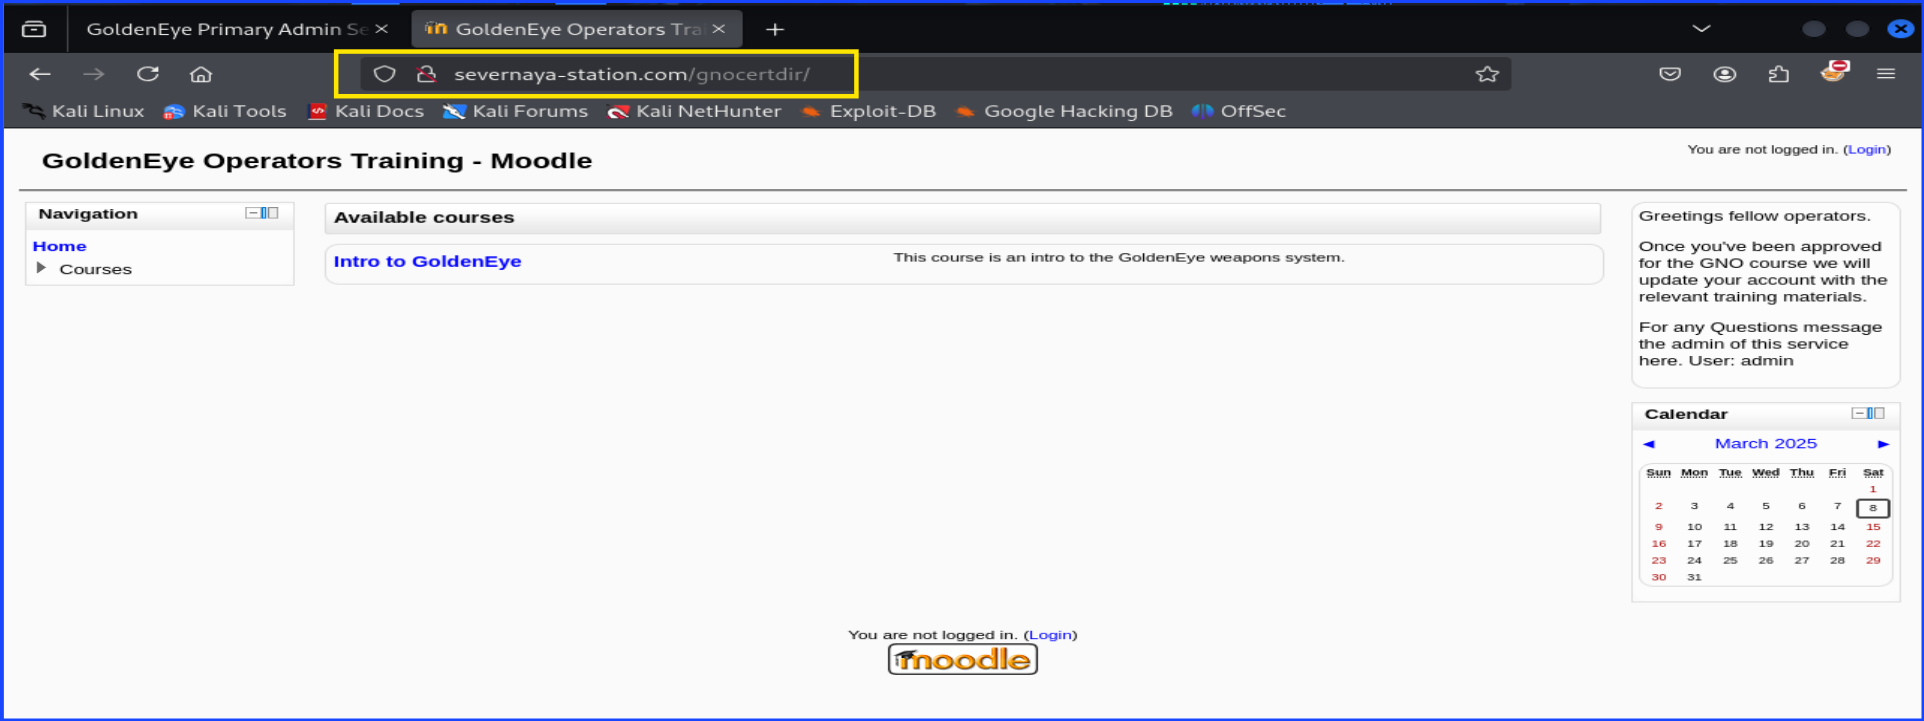 GoldenEye Primary Admin Se
GoldenEye Operators Trai
severnaya-station.com/gnocertdir/
Kali Linux Kali Tools Kali Docs Kali Forums Kali NetHunter Exploit-DB Google Hacking DB OffSec
GoldenEye Operators Training - Moodle
You are not logged in. (Login)
Navigation
Home
Courses
Available courses
Intro to GoldenEye
This course is an intro to the GoldenEye weapons system.
Greetings fellow operators.
Once you've been approved
for the GNO course we will
update your account with the
relevant training materials.
For any Questions message
the admin of this service
here. User: admin
Calendar
March 2025
Sun Mon Tue Wed Thu Fri Sat
1
2 3 4 5 6 7 8
9 10 11 12 13 14 15
16 17 18 19 20 21 22
23 24 25 26 27 28 29
30 31
You are not logged in. (Login)
moodle